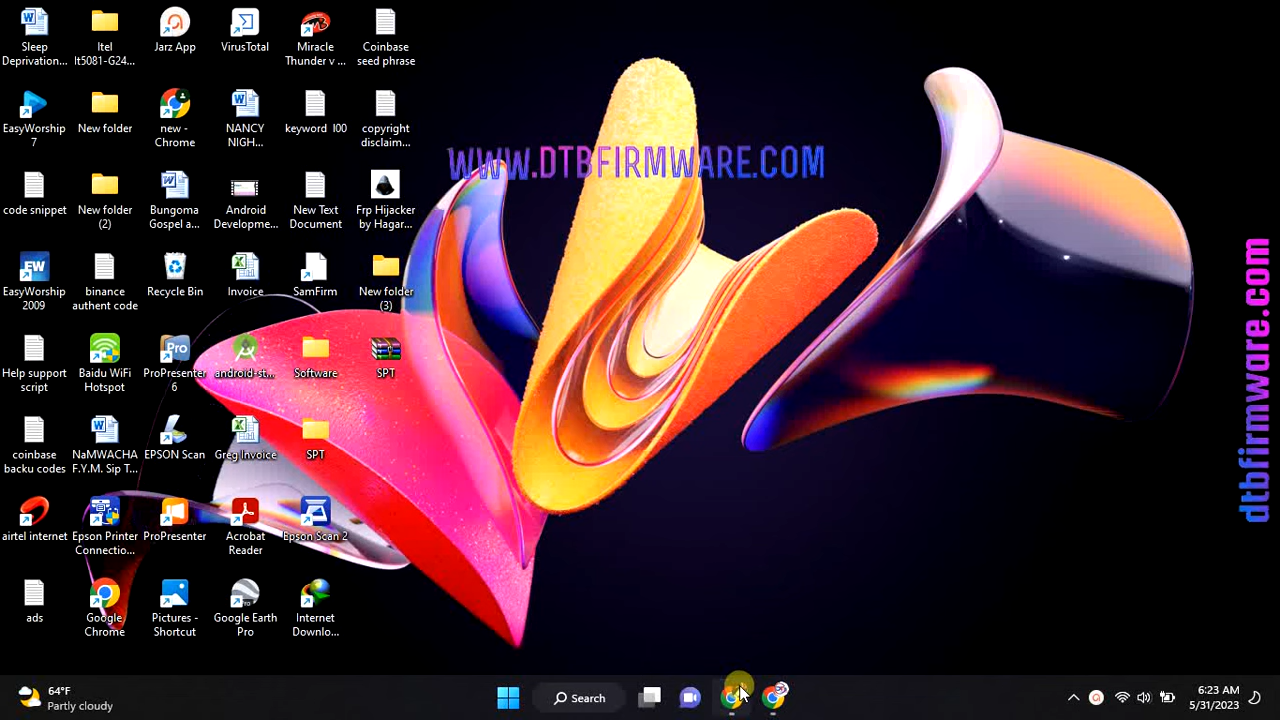 Sleep
Deprivation...
Itel
It5081-G24...
Jarz App
VirusTotal
Miracle
Thunder v ...
Coinbase
seed phrase
EasyWorship
7
New folder
new -
Chrome
NANCY
NIGH...
keyword l00
copyright
disclaim...
WWW.DTBFIRMWARE.COM
code snippet
New folder
(2)
Bungoma
Gospel a...
Android
Developme...
New Text
Document
Frp Hijacker
by Hagar...
EW
EasyWorship
2009
binance
authent code
Recycle Bin
Invoice
SamFirm
New folder
(3)
Help support
script
Baidu WiFi
Hotspot
Pro
ProPresenter
6
android-st...
Software
SPT
coinbase
backu codes
NaMWACHA
F.Y.M. Sip T...
EPSON Scan
Greg Invoice
SPT
airtel internet
Epson Printer
Connectio...
ProPresenter
Acrobat
Reader
Epson Scan 2
ads
Google
Chrome
Pictures -
Shortcut
Google Earth
Pro
Internet
Downlo...
dtbfirmware.com
64°F
Partly cloudy
Search
6:23 AM
5/31/2023